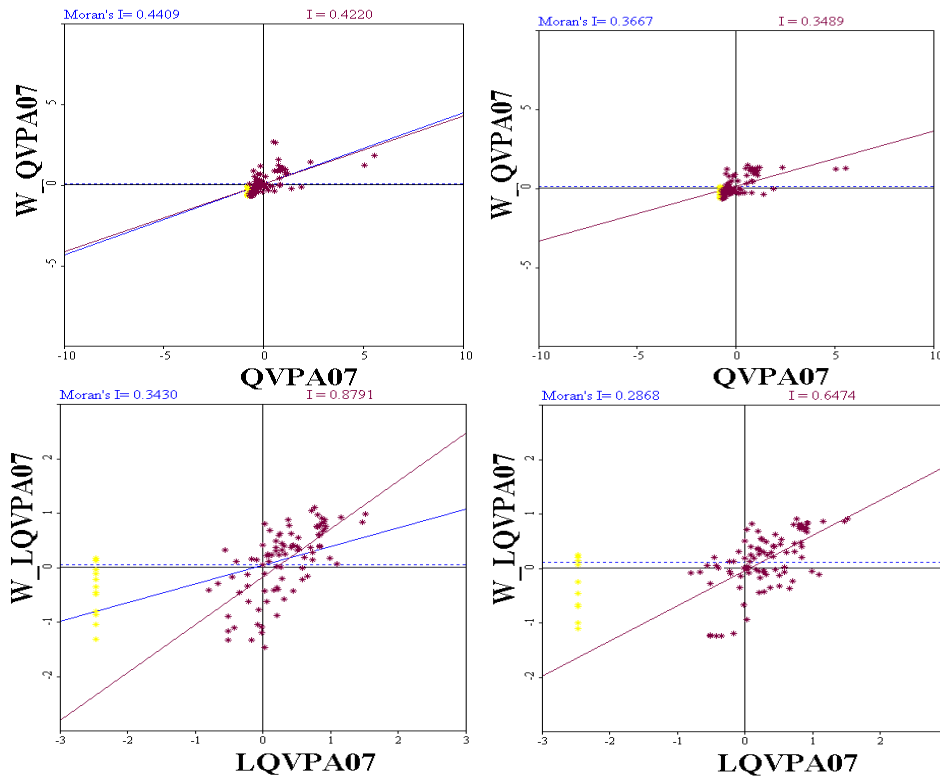 Moran's I= 0.4409 I = 0.4220
W_QVPA07
5
0
-5
-10 -5 0 5 10
QVPA07
Moran's I= 0.3667 I = 0.3489
W_QVPA07
5
0
-5
-10 -5 0 5 10
QVPA07
Moran's I= 0.3430 I = 0.8791
W_LQVPA07
2
1
0
-1
-2
-3 -2 -1 0 1 2 3
LQVPA07
Moran's I= 0.2868 I = 0.6474
W_LQVPA07
2
1
0
-1
-2
-3 -2 -1 0 1 2
LQVPA07